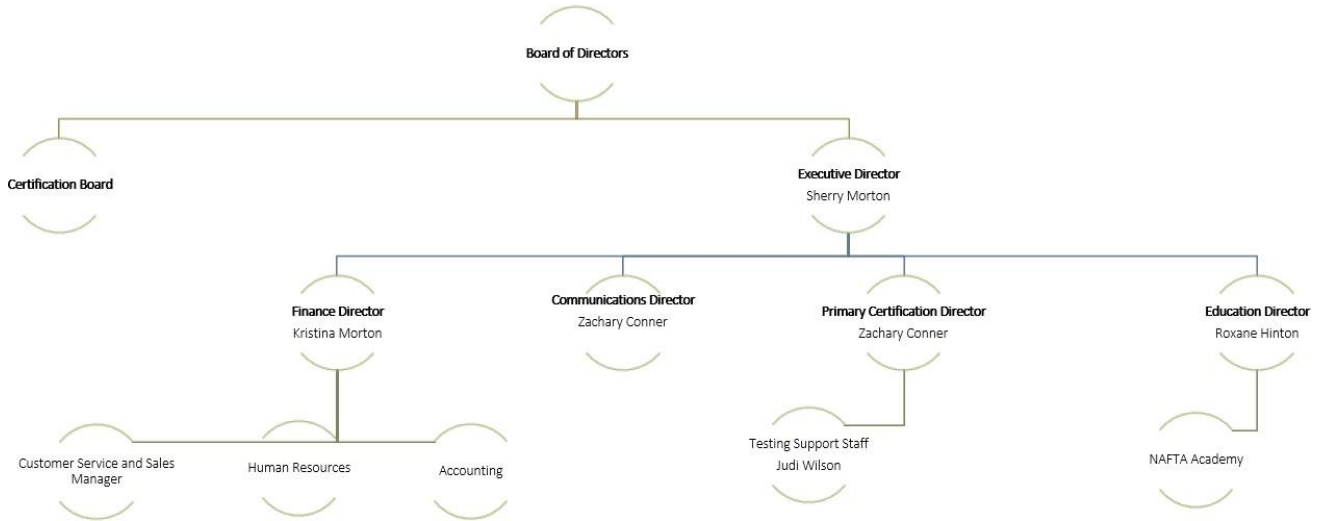 Board of Directors
Certification Board
Executive Director
Sherry Morton
Finance Director
Kristina Morton
Communications Director
Zachary Conner
Primary Certification Director
Zachary Conner
Education Director
Roxane Hinton
Customer Service and Sales
Manager
Human Resources
Accounting
Testing Support Staff
Judi Wilson
NAFTA Academy